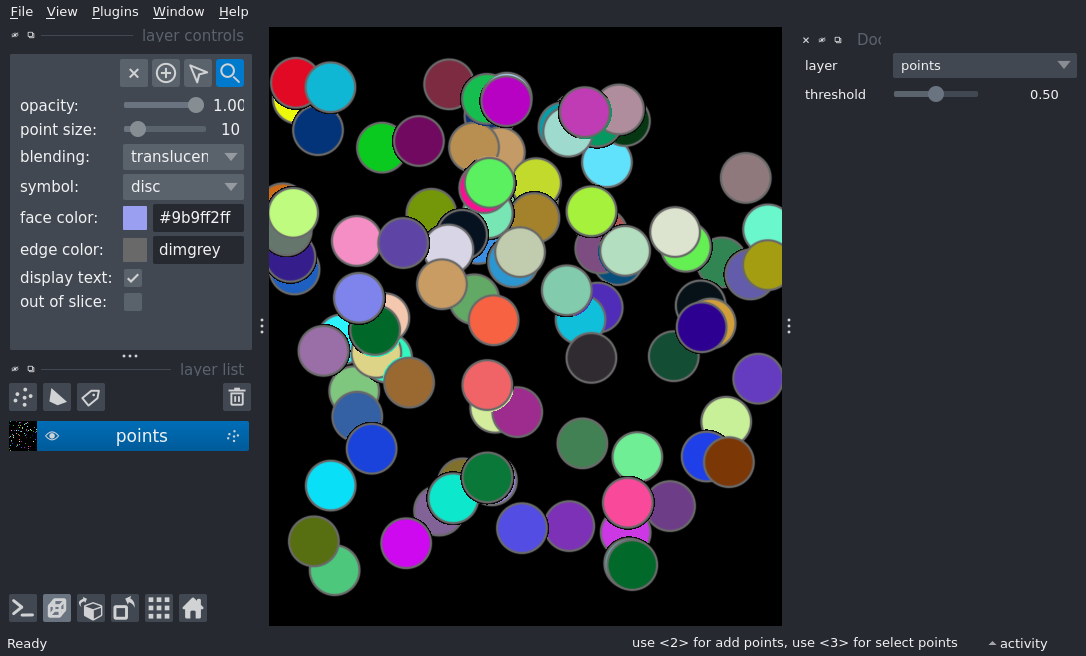 File View Plugins Window Help
layer controls
opacity: 1.00
point size: 10
blending: translucen
symbol: disc
face color: #9b9ff2ff
edge color: dimgrey
display text:
out of slice:
layer list
points
Doc
layer points
threshold 0.50
Ready
use <2> for add points, use <3> for select points
activity